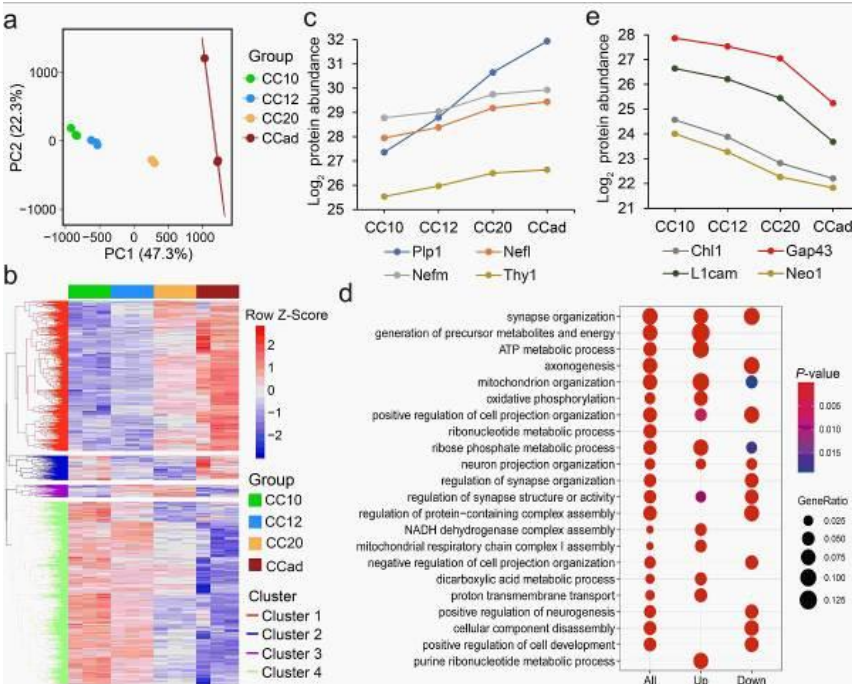 a
PC2 (22.3%)
1000
0
−1000
−1000
−500
0
500
1000
PC1 (47.3%)
Group
CC10
CC12
CC20
CCad
b
Row Z-Score
2
1
0
−1
−2
Group
CC10
CC12
CC20
CCad
Cluster
Cluster 1
Cluster 2
Cluster 3
Cluster 4
c
Log2 protein abundance
32
31
30
29
28
27
26
25
CC10 CC12 CC20 CCad
Plp1 Nefl
Nefm Thy1
e
Log2 protein abundance
28
27
26
25
24
23
22
21
CC10 CC12 CC20 CCad
Chl1 Gap43
L1cam Neo1
d
synapse organization
generation of precursor metabolites and energy
ATP metabolic process
axonogenesis
mitochondrion organization
oxidative phosphorylation
positive regulation of cell projection organization
ribonucleotide metabolic process
ribose phosphate metabolic process
neuron projection organization
regulation of synapse organization
regulation of synapse structure or activity
regulation of protein-containing complex assembly
NADH dehydrogenase complex assembly
mitochondrial respiratory chain complex I assembly
negative regulation of cell projection organization
dicarboxylic acid metabolic process
proton transmembrane transport
positive regulation of neurogenesis
cellular component disassembly
positive regulation of cell development
purine ribonucleotide metabolic process
All Up Down
P-value
0.005
0.010
0.015
GeneRatio
0.025
0.050
0.075
0.100
0.125